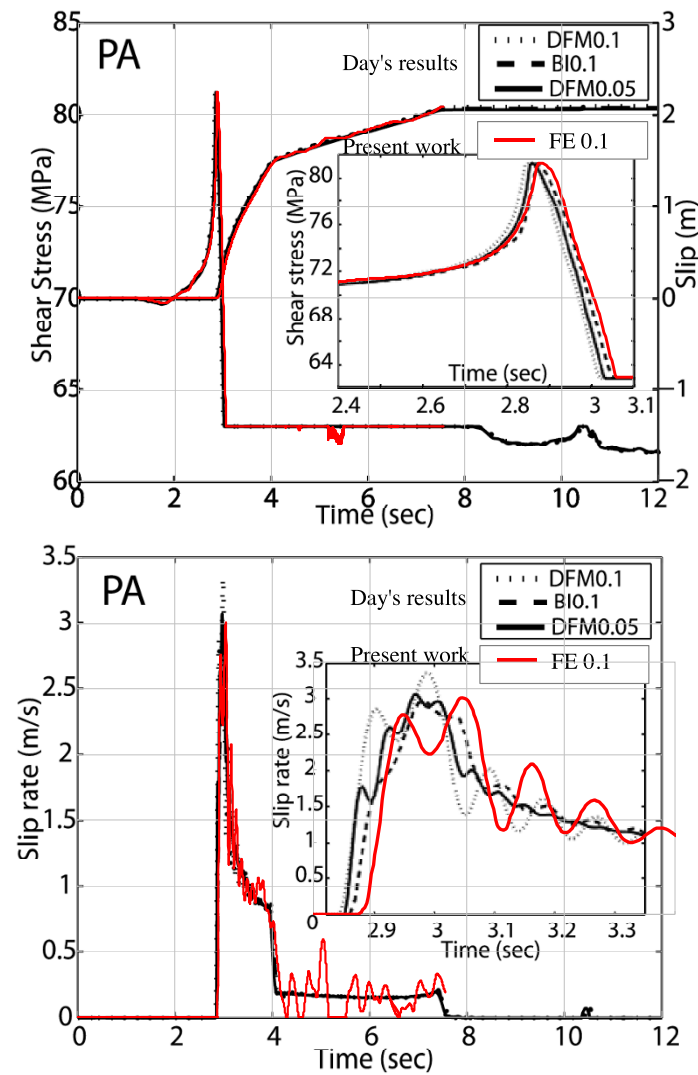 PA
Day's results
DFM0.1
BI0.1
DFM0.05
Present work
FE 0.1
Shear Stress (MPa)
85
80
75
70
65
60
Slip (m)
3
2
1
0
−1
−2
0 2 4 6 8 10 12
Time (sec)
Shear stress (MPa)
80
76
72
68
64
Time (sec)
2.4 2.6 2.8 3 3.1
PA
Day's results
DFM0.1
BI0.1
DFM0.05
Present work
FE 0.1
Slip rate (m/s)
3.5
3
2.5
2
1.5
1
0.5
0
0 2 4 6 8 10 12
Time (sec)
Slip rate (m/s)
3.5
3
2.5
2
1.5
1
0.5
0
2.9 3 3.1 3.2 3.3
Time (sec)